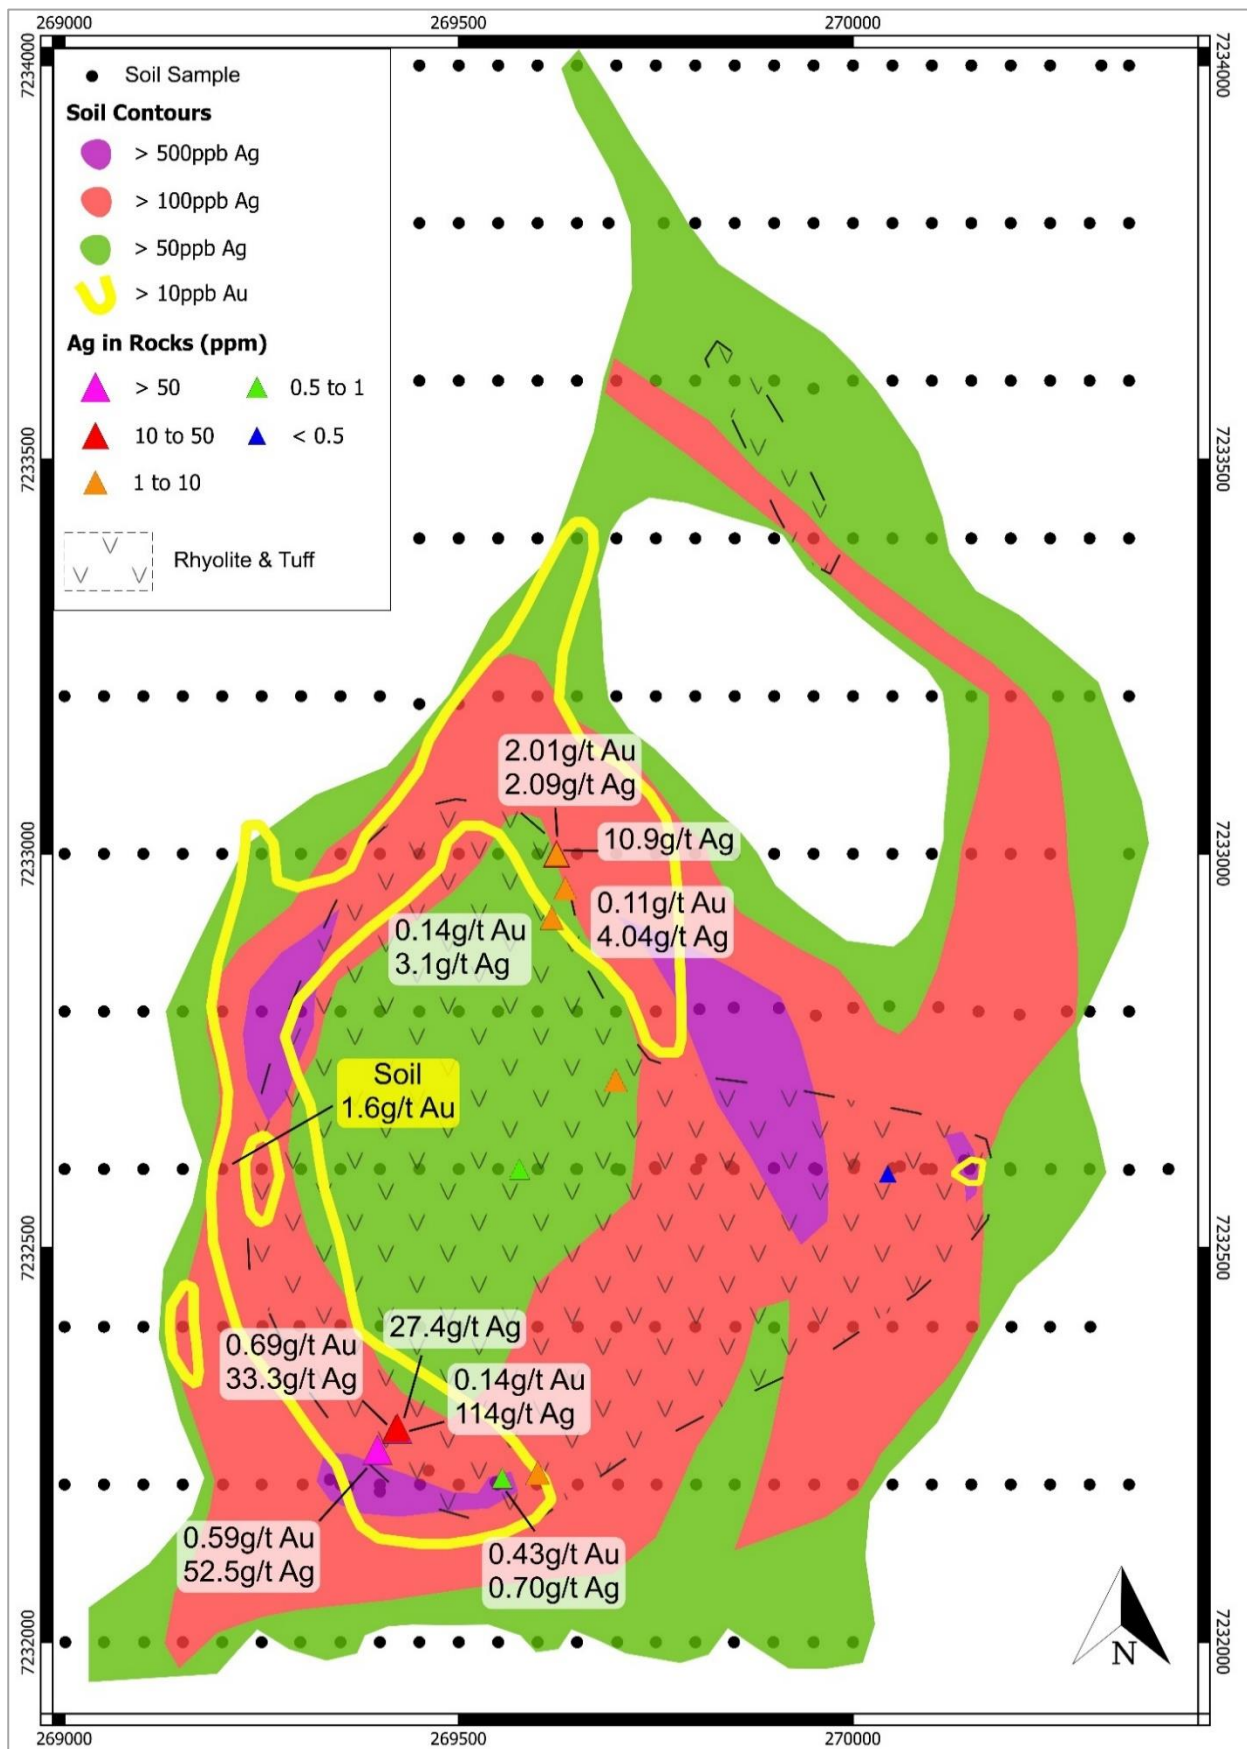 269000
269500
270000
7234000
7234000
Soil Sample
Soil Contours
> 500ppb Ag
> 100ppb Ag
> 50ppb Ag
> 10ppb Au
Ag in Rocks (ppm)
> 50
0.5 to 1
10 to 50
< 0.5
1 to 10
Rhyolite & Tuff
7233500
7233500
2.01g/t Au
2.09g/t Ag
10.9g/t Ag
7233000
7233000
0.11g/t Au
4.04g/t Ag
0.14g/t Au
3.1g/t Ag
Soil
1.6g/t Au
7232500
7232500
27.4g/t Ag
0.69g/t Au
33.3g/t Ag
0.14g/t Au
114g/t Ag
0.59g/t Au
52.5g/t Ag
0.43g/t Au
0.70g/t Ag
7232000
7232000
N
269000
269500
270000